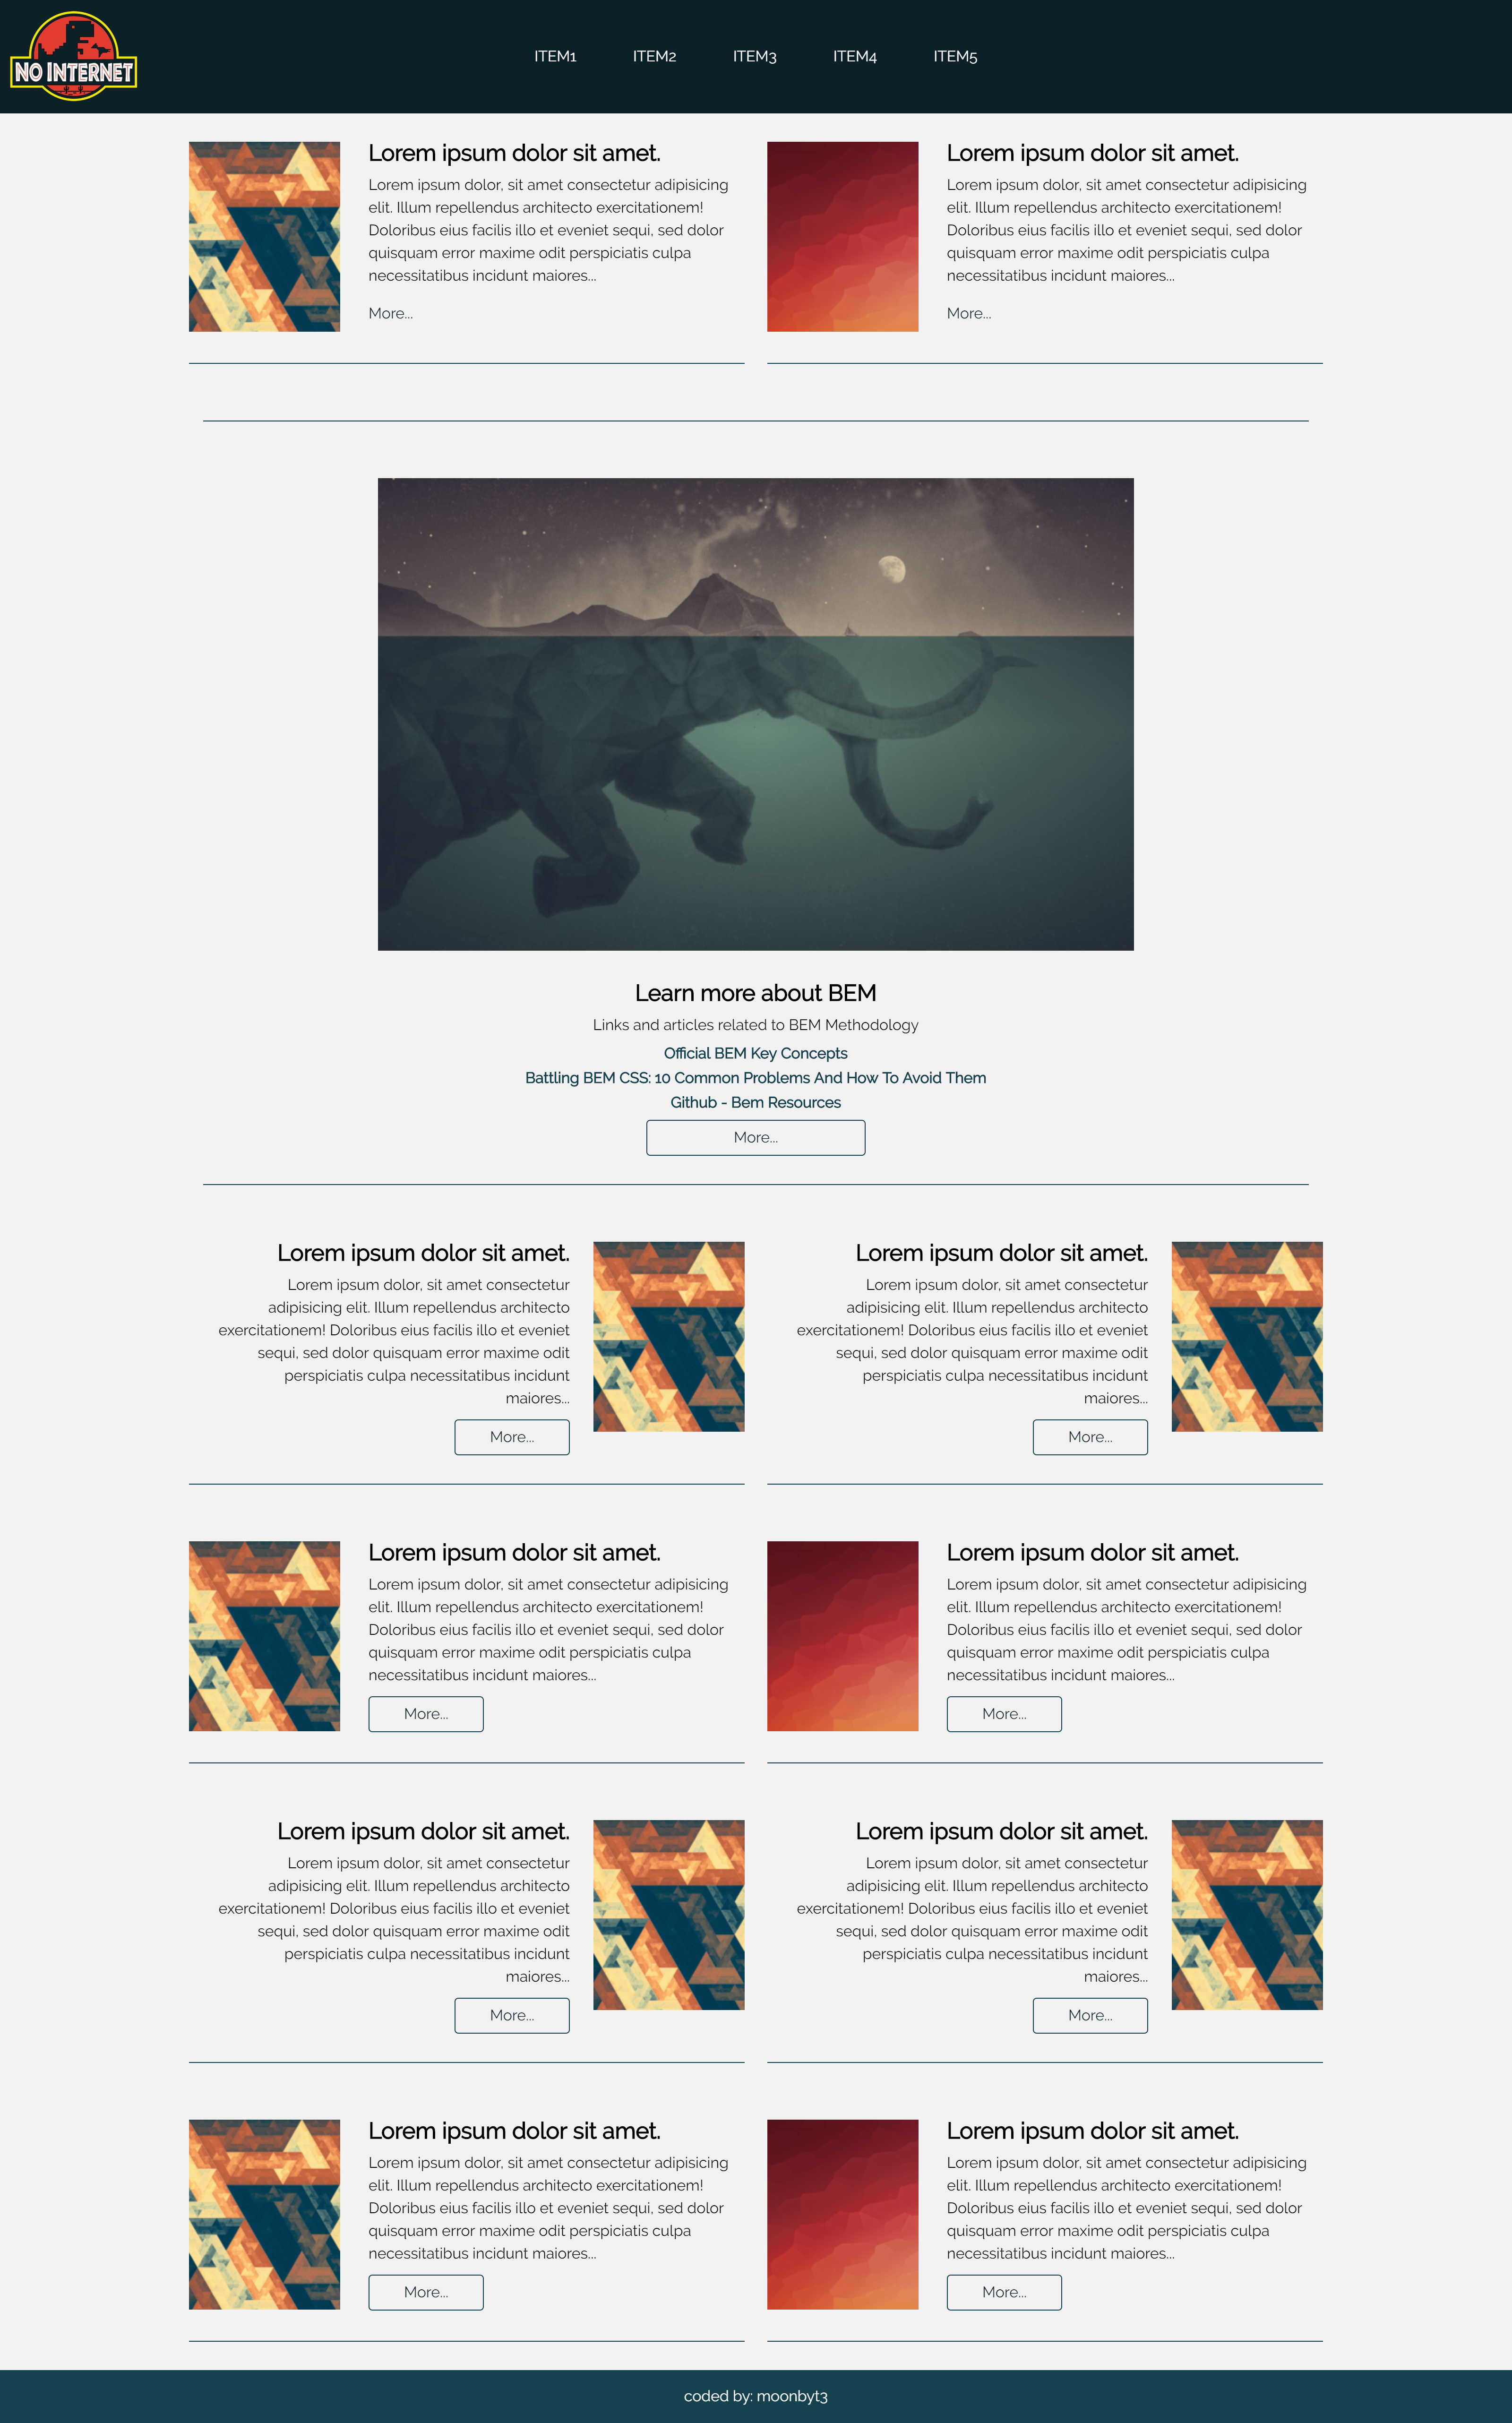 NO INTERNET
ITEM1 ITEM2 ITEM3 ITEM4 ITEM5
Lorem ipsum dolor sit amet.
Lorem ipsum dolor, sit amet consectetur adipisicing
elit. Illum repellendus architecto exercitationem!
Doloribus eius facilis illo et eveniet sequi, sed dolor
quisquam error maxime odit perspiciatis culpa
necessitatibus incidunt maiores...
More...
Lorem ipsum dolor sit amet.
Lorem ipsum dolor, sit amet consectetur adipisicing
elit. Illum repellendus architecto exercitationem!
Doloribus eius facilis illo et eveniet sequi, sed dolor
quisquam error maxime odit perspiciatis culpa
necessitatibus incidunt maiores...
More...
Learn more about BEM
Links and articles related to BEM Methodology
Official BEM Key Concepts
Battling BEM CSS: 10 Common Problems And How To Avoid Them
Github - Bem Resources
More...
Lorem ipsum dolor sit amet.
Lorem ipsum dolor, sit amet consectetur
adipisicing elit. Illum repellendus architecto
exercitationem! Doloribus eius facilis illo et eveniet
sequi, sed dolor quisquam error maxime odit
perspiciatis culpa necessitatibus incidunt
maiores...
More...
Lorem ipsum dolor sit amet.
Lorem ipsum dolor, sit amet consectetur
adipisicing elit. Illum repellendus architecto
exercitationem! Doloribus eius facilis illo et eveniet
sequi, sed dolor quisquam error maxime odit
perspiciatis culpa necessitatibus incidunt
maiores...
More...
Lorem ipsum dolor sit amet.
Lorem ipsum dolor, sit amet consectetur adipisicing
elit. Illum repellendus architecto exercitationem!
Doloribus eius facilis illo et eveniet sequi, sed dolor
quisquam error maxime odit perspiciatis culpa
necessitatibus incidunt maiores...
More...
Lorem ipsum dolor sit amet.
Lorem ipsum dolor, sit amet consectetur adipisicing
elit. Illum repellendus architecto exercitationem!
Doloribus eius facilis illo et eveniet sequi, sed dolor
quisquam error maxime odit perspiciatis culpa
necessitatibus incidunt maiores...
More...
Lorem ipsum dolor sit amet.
Lorem ipsum dolor, sit amet consectetur
adipisicing elit. Illum repellendus architecto
exercitationem! Doloribus eius facilis illo et eveniet
sequi, sed dolor quisquam error maxime odit
perspiciatis culpa necessitatibus incidunt
maiores...
More...
Lorem ipsum dolor sit amet.
Lorem ipsum dolor, sit amet consectetur
adipisicing elit. Illum repellendus architecto
exercitationem! Doloribus eius facilis illo et eveniet
sequi, sed dolor quisquam error maxime odit
perspiciatis culpa necessitatibus incidunt
maiores...
More...
Lorem ipsum dolor sit amet.
Lorem ipsum dolor, sit amet consectetur adipisicing
elit. Illum repellendus architecto exercitationem!
Doloribus eius facilis illo et eveniet sequi, sed dolor
quisquam error maxime odit perspiciatis culpa
necessitatibus incidunt maiores...
More...
Lorem ipsum dolor sit amet.
Lorem ipsum dolor, sit amet consectetur adipisicing
elit. Illum repellendus architecto exercitationem!
Doloribus eius facilis illo et eveniet sequi, sed dolor
quisquam error maxime odit perspiciatis culpa
necessitatibus incidunt maiores...
More...
coded by: moonbyt3